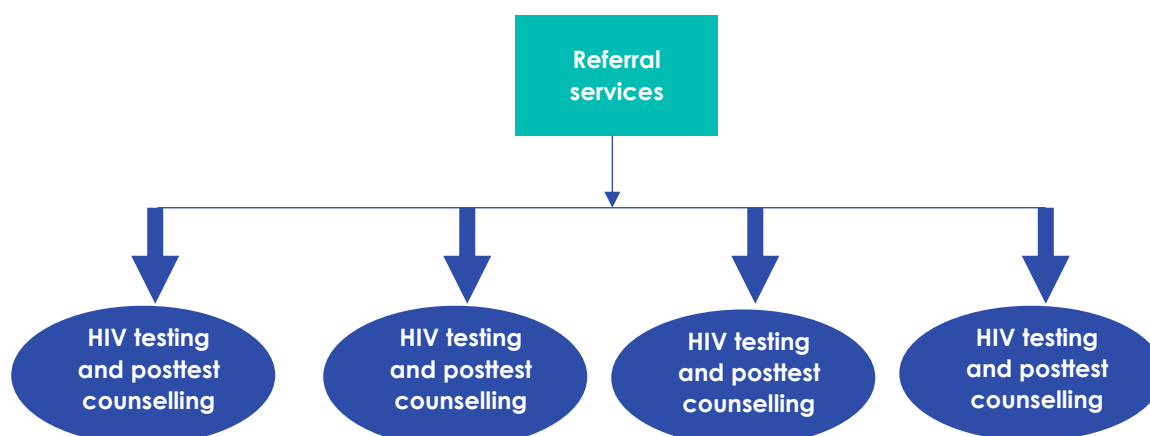 Referral
services
HIV testing
and posttest
counselling
HIV testing
and posttest
counselling
HIV testing
and posttest
counselling
HIV testing
and posttest
counselling